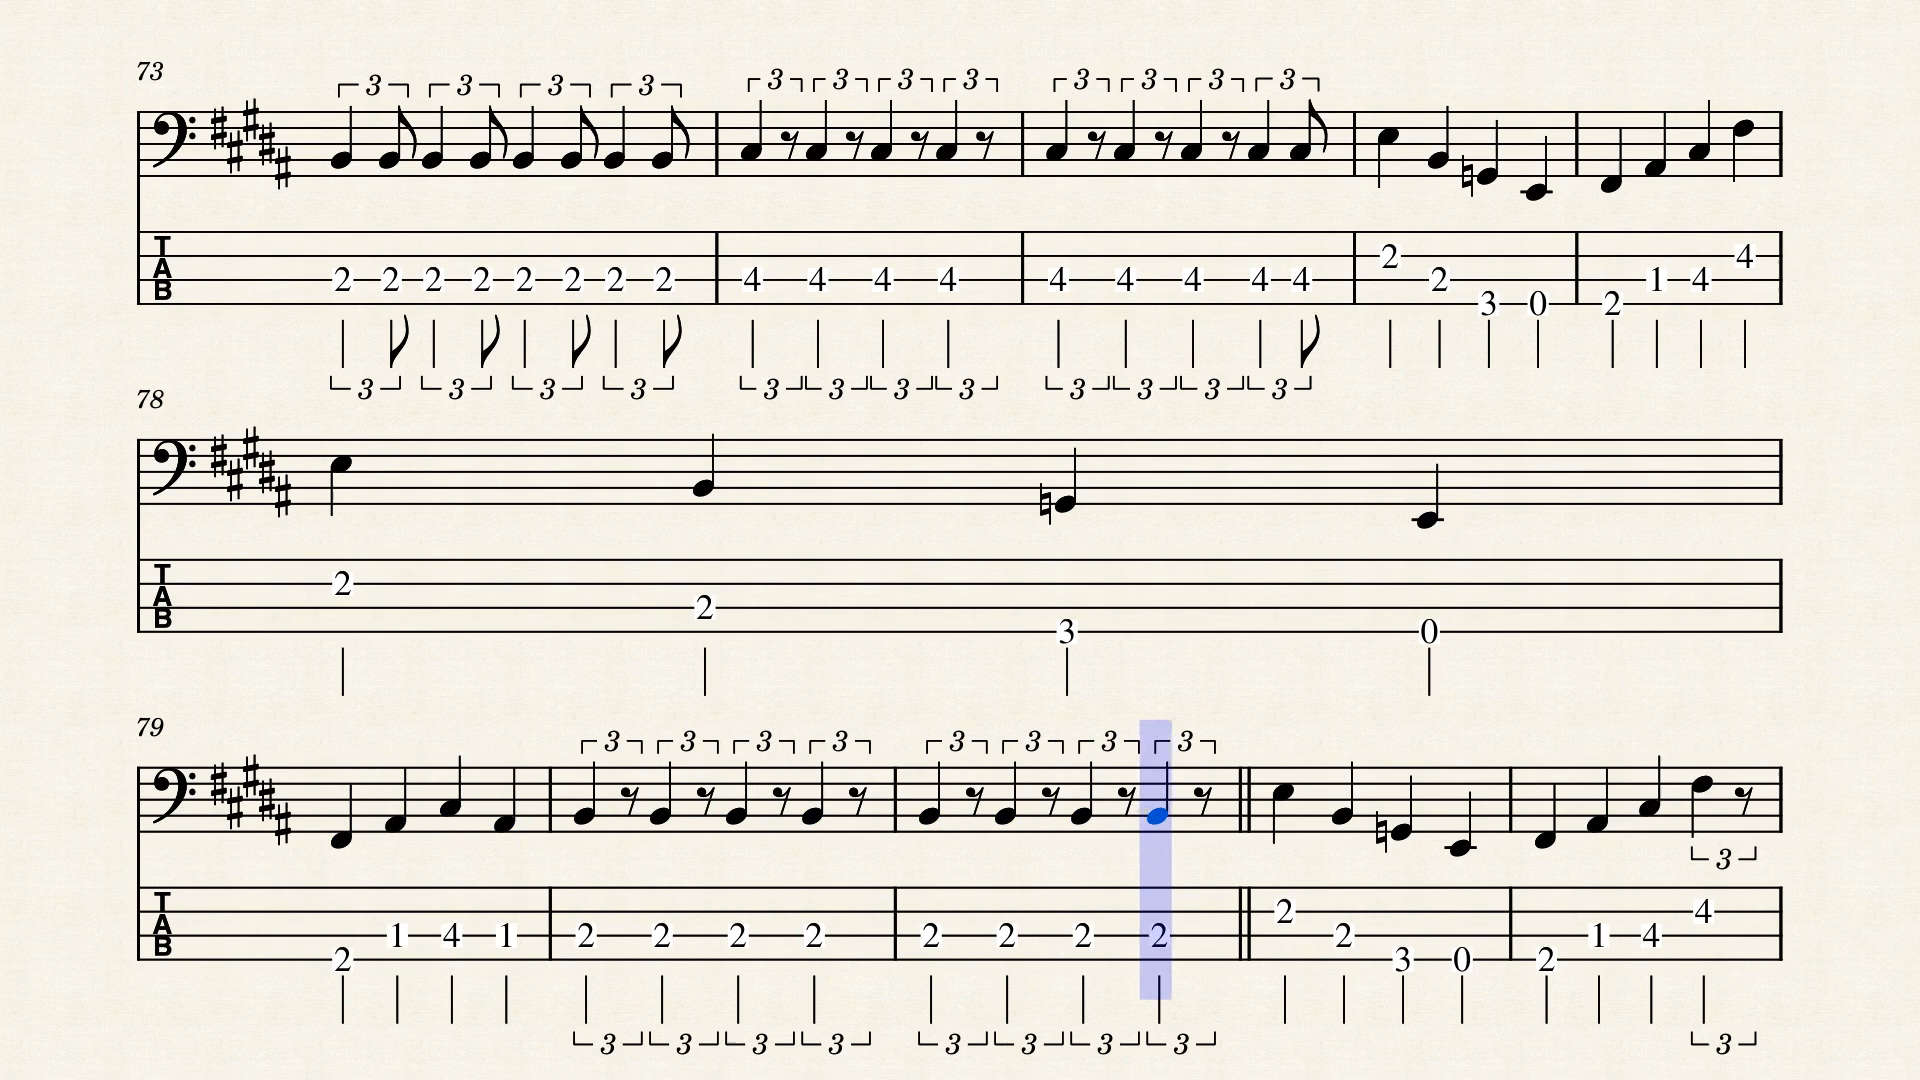 73
3 3 3 3 3 3 3 3 3 3 3 3
T
A
B
2 2 2 2 2 2 2 2 4 4 4 4 4 4 4 4 4 2 2 3 0 2 1 4 4
3 3 3 3 3 3 3 3 3 3 3 3
78
T
A
B
2 2 3 0
79
3 3 3 3 3 3 3 3
3
T
A
B
2 1 4 1 2 2 2 2 2 2 2 2 2 2 3 0 2 1 4 4
3 3 3 3 3 3 3 3 3